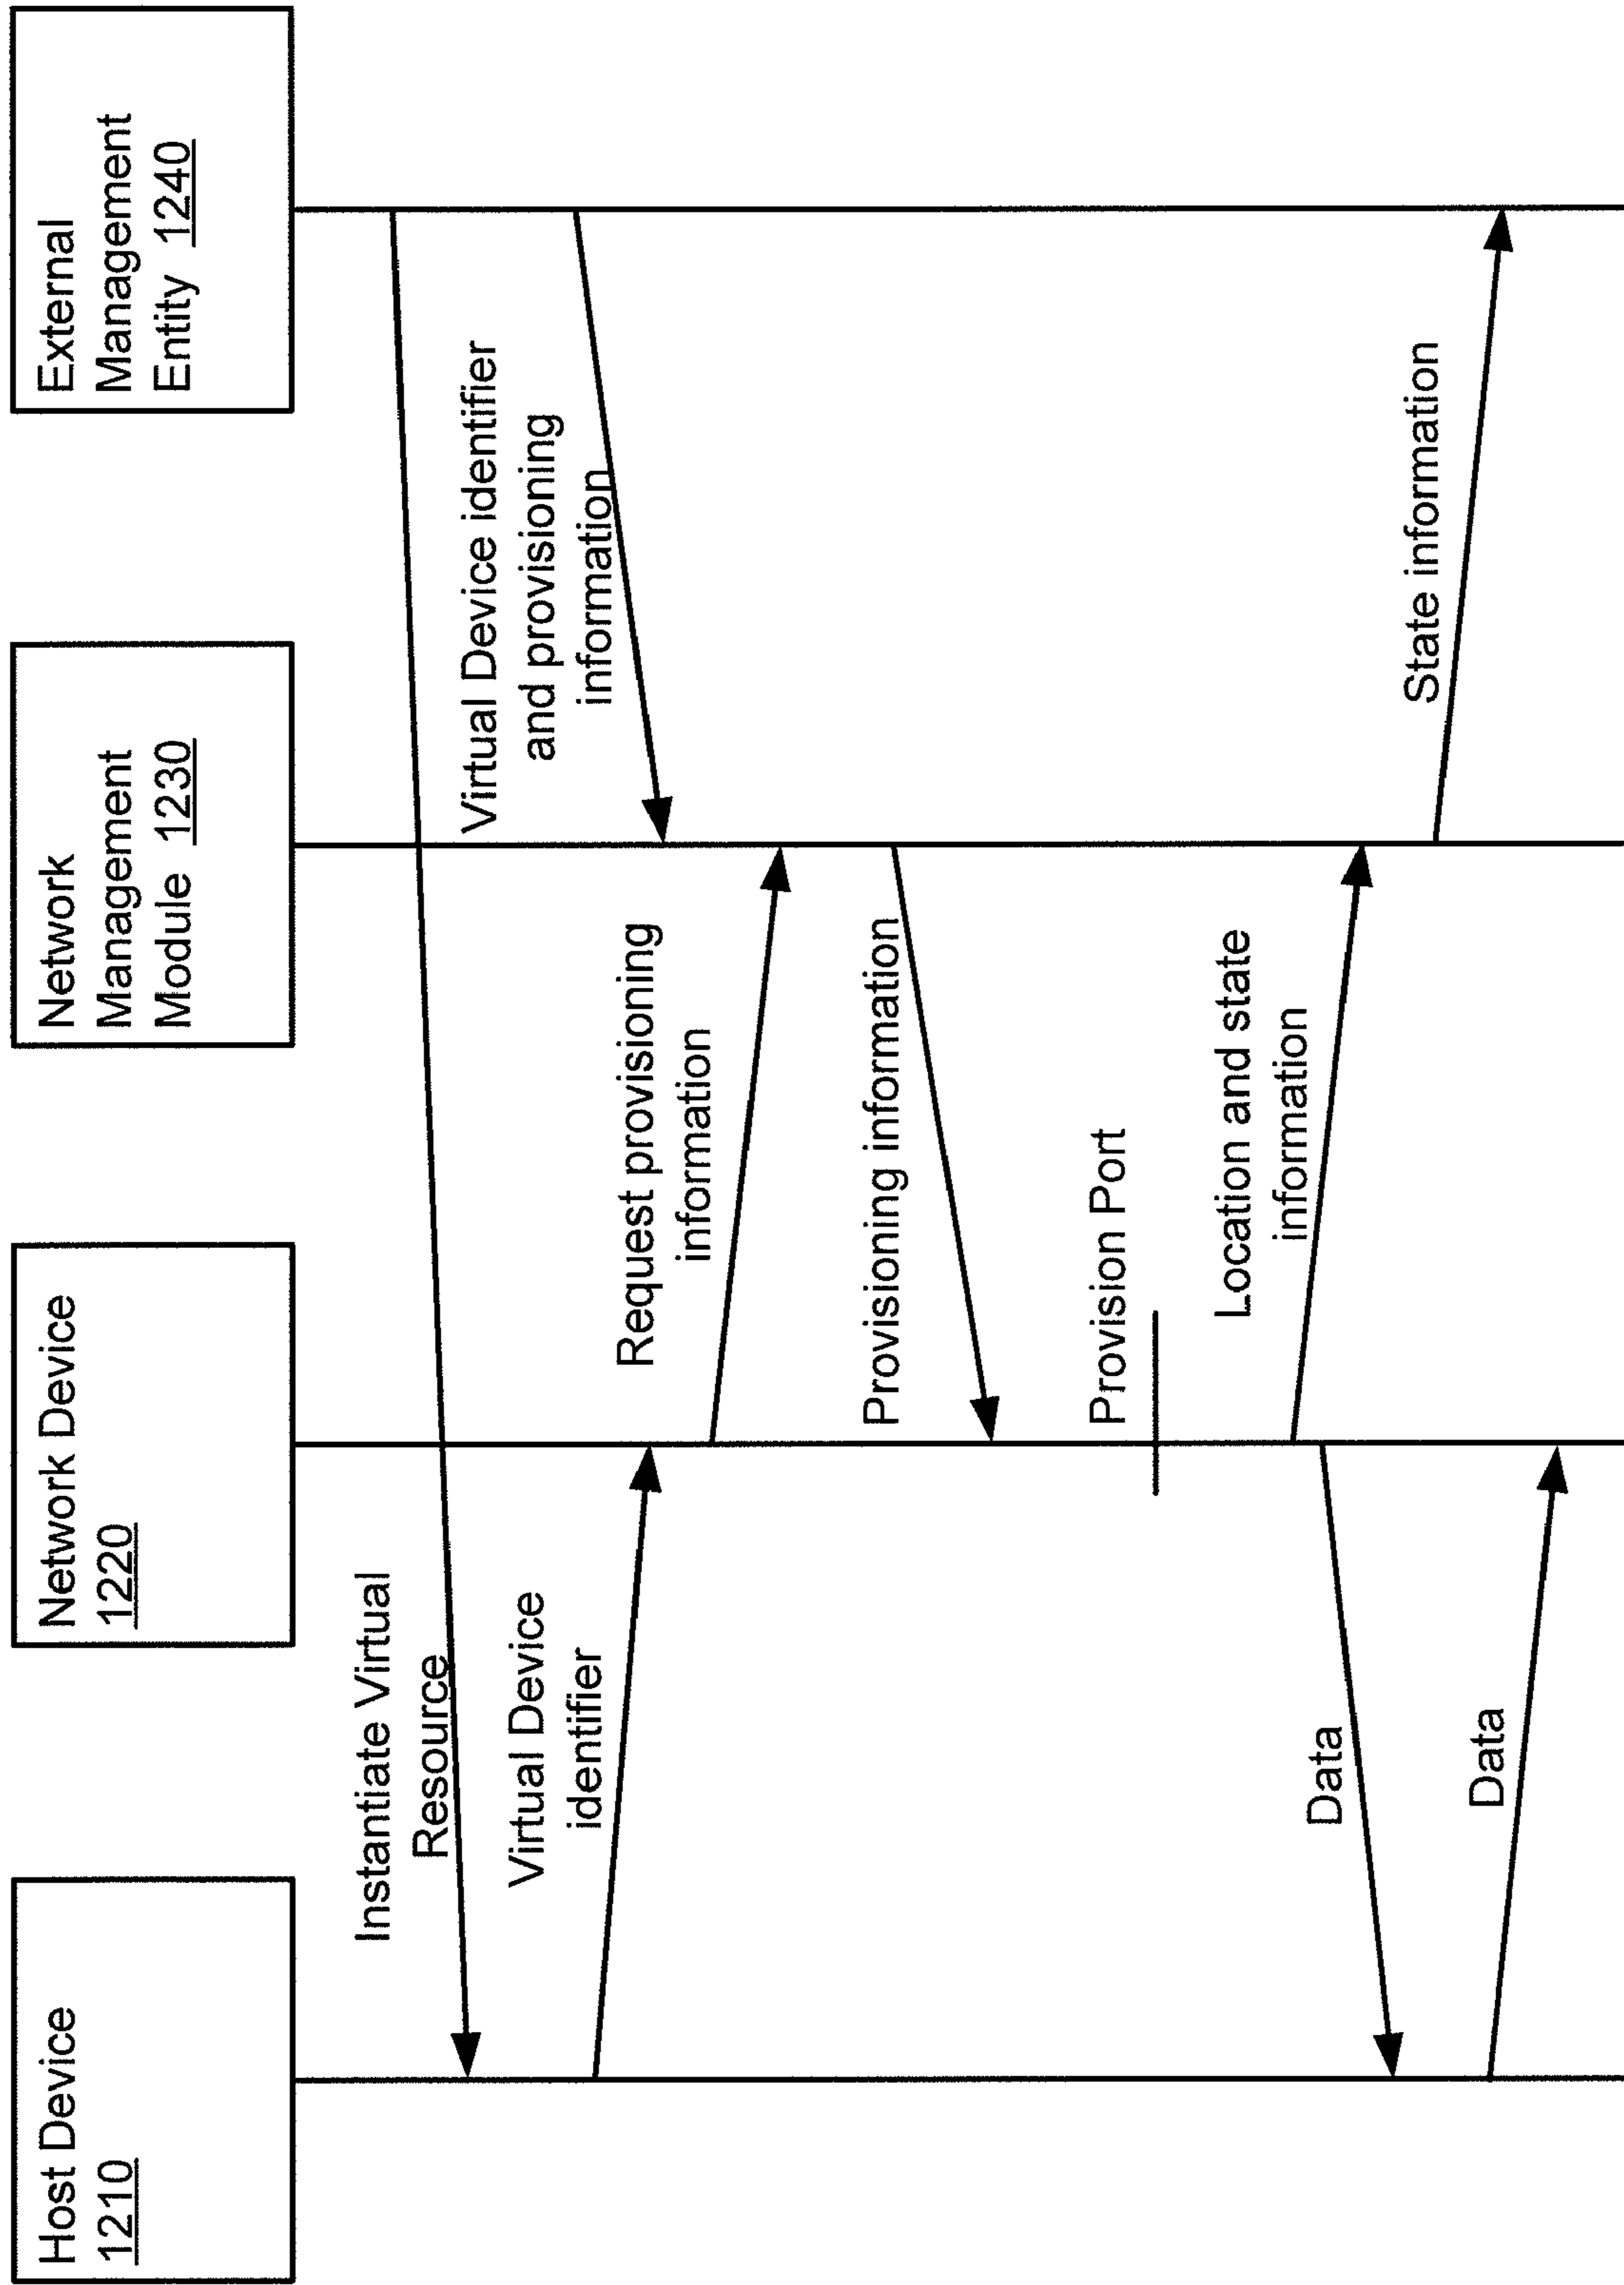 Host Device
1210
Network Device
1220
Network
Management
Module 1230
External
Management
Entity 1240
Instantiate Virtual
Resource
Virtual Device identifier
and provisioning
information
Virtual Device
identifier
Request provisioning
information
Provisioning information
Provision Port
Location and state
information
Data
State information
Data